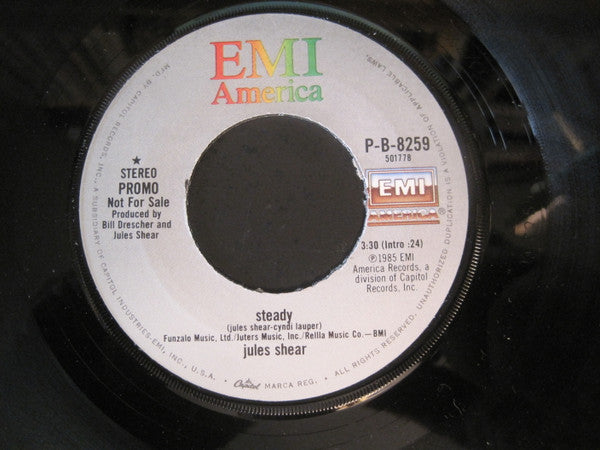 EMI
America
P-B-8259
501778
★
STEREO
PROMO
Not For Sale
Produced by
Bill Drescher and
Jules Shear
EMI
AMERICA
®
3:30 (Intro :24)
℗1985 EMI
America Records, a
division of Capitol
Records, Inc.
steady
(jules shear-cyndi lauper)
Funzalo Music, Ltd./Juters Music, Inc./Rellla Music Co.—BMI
jules shear
MFD. BY CAPITOL RECORDS, INC., A SUBSIDIARY OF CAPITOL INDUSTRIES-EMI, INC., U.S.A. Capitol MARCA REG. ALL RIGHTS RESERVED. UNAUTHORIZED DUPLICATION IS A VIOLATION OF APPLICABLE LAWS.